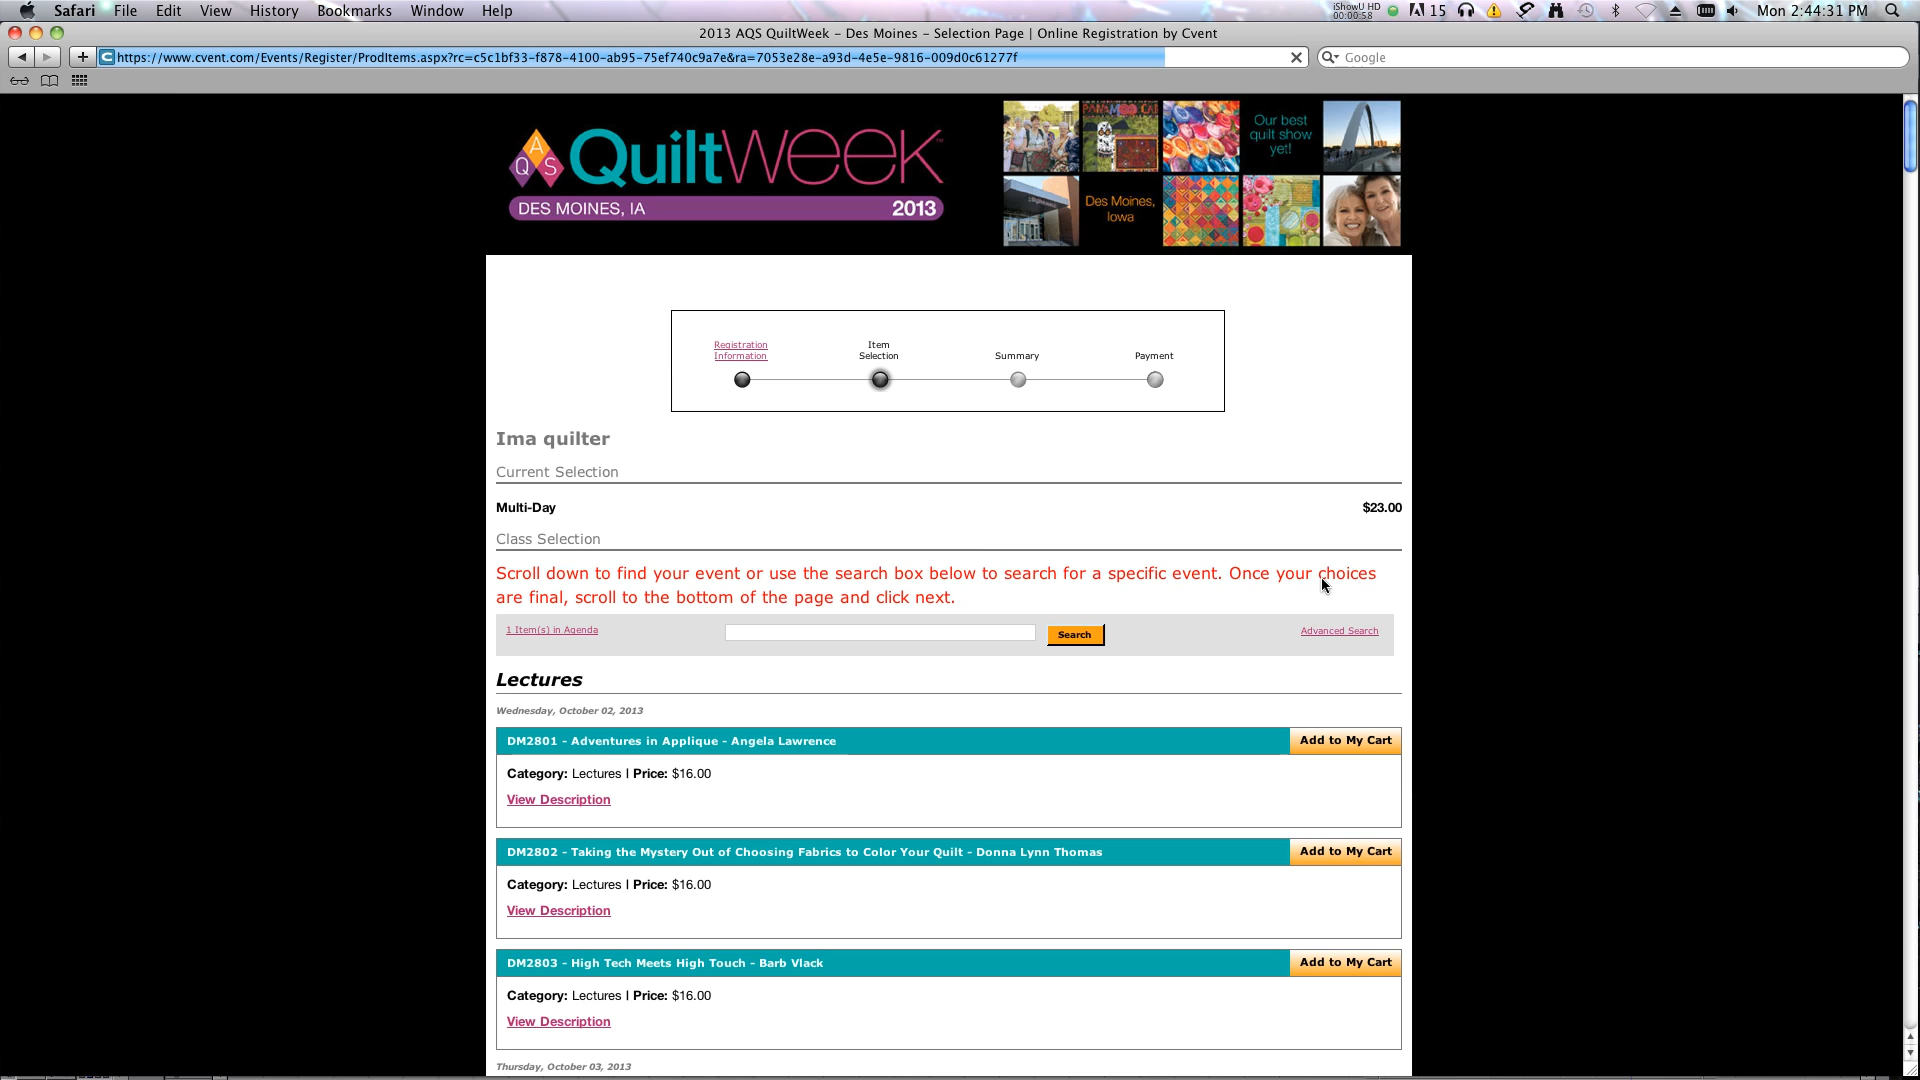 Safari File Edit View History Bookmarks Window Help
iShowU HD
00:00:58
15
Mon 2:44:31 PM
2013 AQS QuiltWeek – Des Moines – Selection Page | Online Registration by Cvent
https://www.cvent.com/Events/Register/ProdItems.aspx?rc=c5c1bf33-f878-4100-ab95-75ef740c9a7e&ra=7053e28e-a93d-4e5e-9816-009d0c61277f
Google
AQS QuiltWEEK™
DES MOINES, IA 2013
Our best
quilt show
yet!
Des Moines,
Iowa
Registration
Information
Item
Selection
Summary
Payment
Ima quilter
Current Selection
Multi-Day $23.00
Class Selection
Scroll down to find your event or use the search box below to search for a specific event. Once your choices
are final, scroll to the bottom of the page and click next.
1 Item(s) in Agenda
Search
Advanced Search
Lectures
Wednesday, October 02, 2013
DM2801 - Adventures in Applique - Angela Lawrence
Add to My Cart
Category: Lectures | Price: $16.00
View Description
DM2802 - Taking the Mystery Out of Choosing Fabrics to Color Your Quilt - Donna Lynn Thomas
Add to My Cart
Category: Lectures | Price: $16.00
View Description
DM2803 - High Tech Meets High Touch - Barb Vlack
Add to My Cart
Category: Lectures | Price: $16.00
View Description
Thursday, October 03, 2013